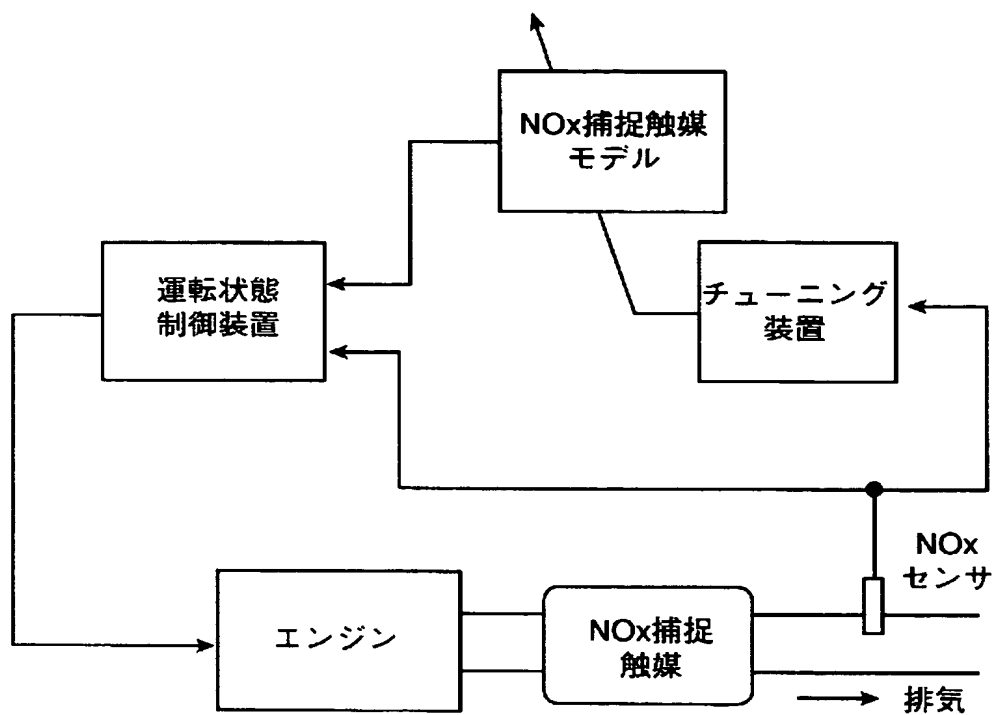 NOx捕捉触媒
モデル
運転状態
制御装置
チューニング
装置
NOx
センサ
エンジン
NOx捕捉
触媒
排気